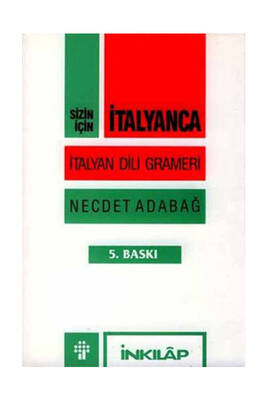 SİZİN
İÇİN
İTALYANCA
İTALYAN DİLİ GRAMERİ
NECDET ADABAĞ
5. BASKI
İNKILÂP